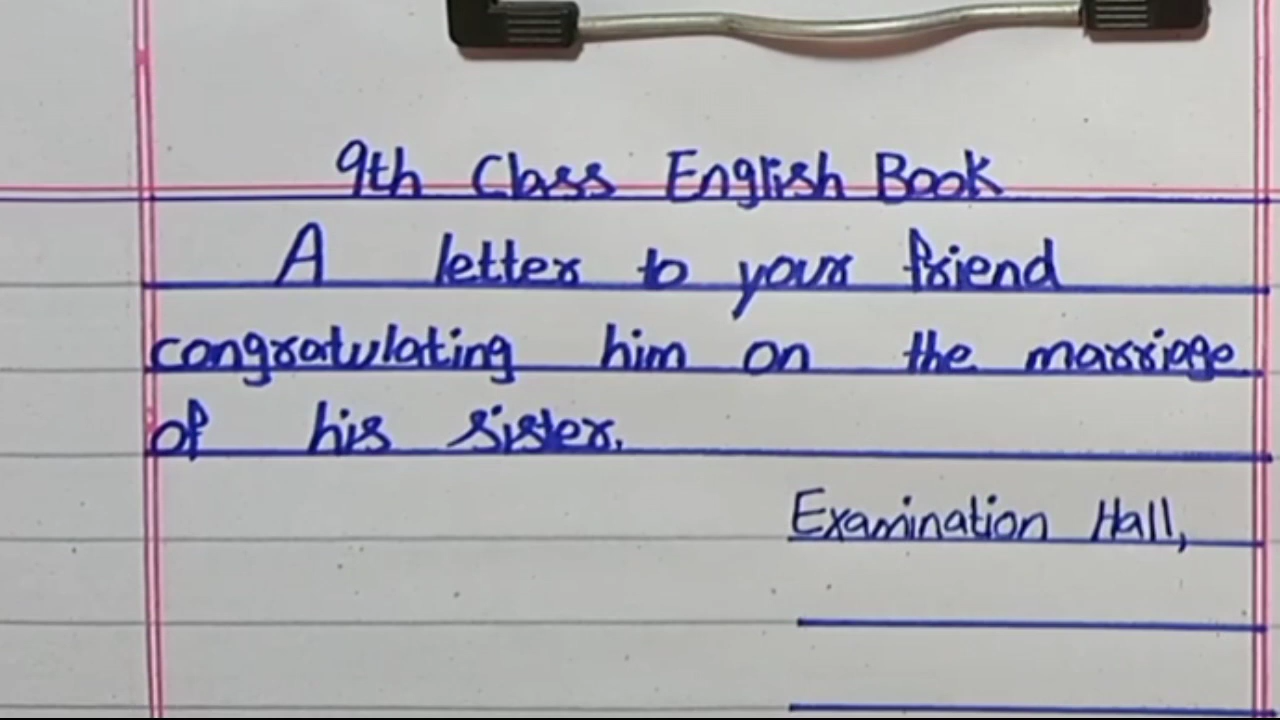 9th Class English Book
A letter to your friend
congratulating him on the marriage
of his sister.
Examination Hall,